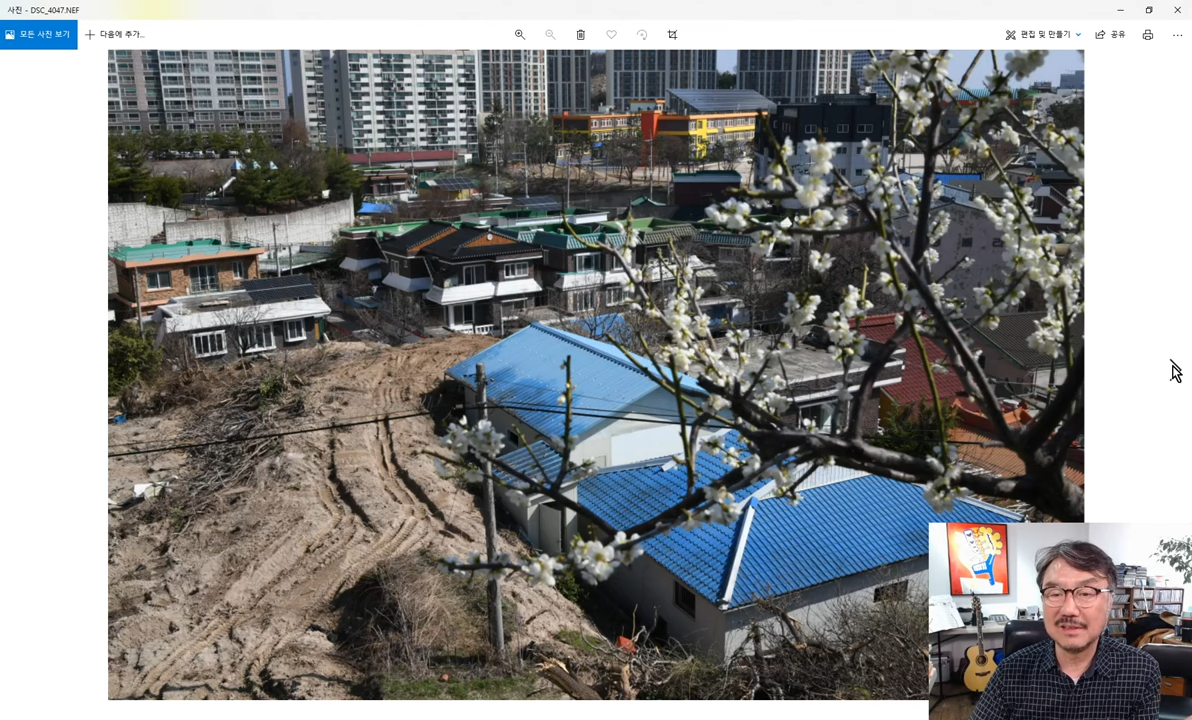 사진 - DSC_4047.NEF
모든 사진 보기
다음에 추가...
편집 및 만들기
공유